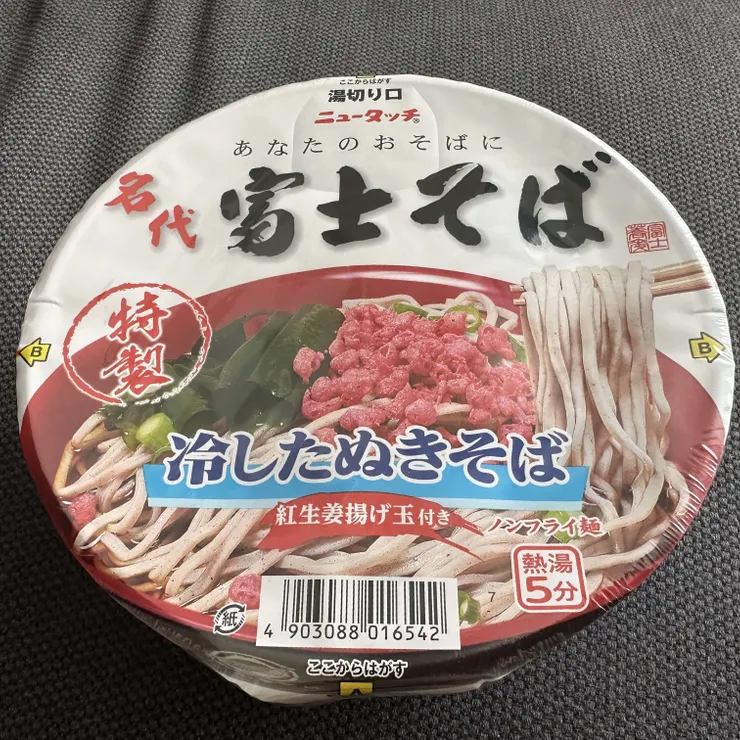 ここからはがす
湯切り口
ニュータッチ®
あなたのおそばに
名代
富士そば
特製
B
B
冷したぬきそば
紅生姜揚げ玉付き
ノンフライ麺
熱湯
5分
紙
7
4 903088 016542
ここからはがす
A